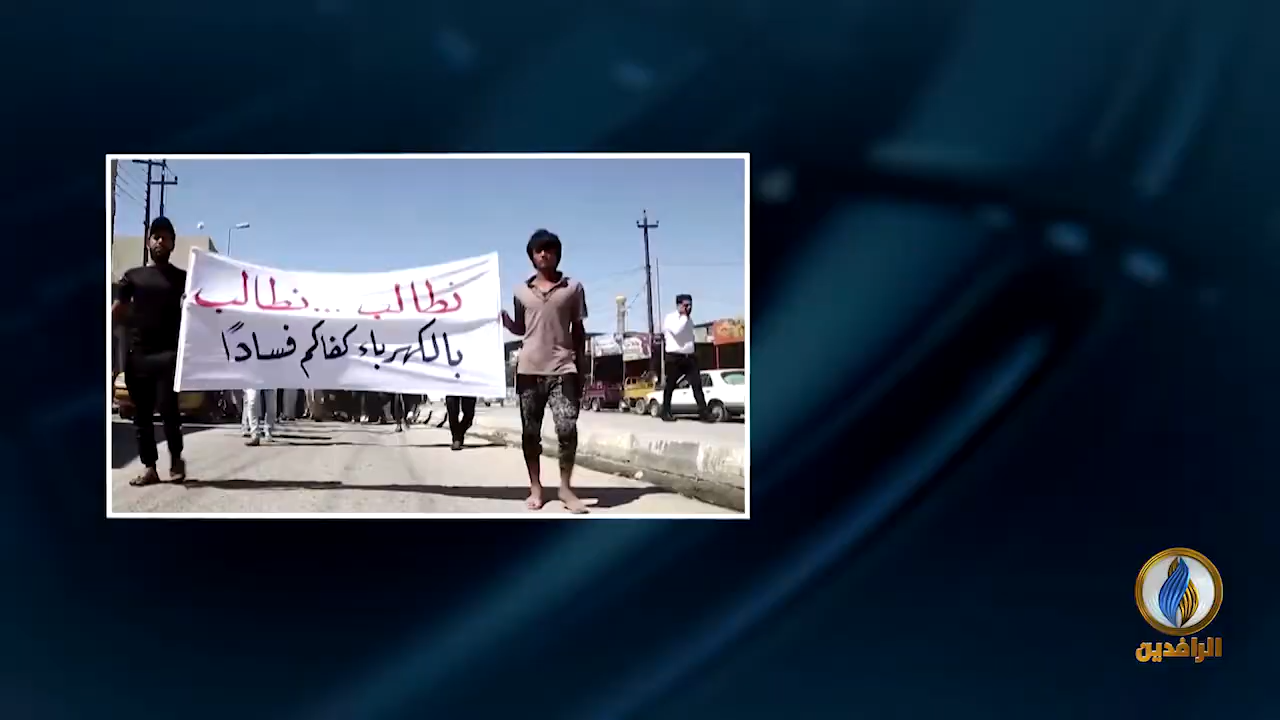 نطالب ... نطالب
بالكهرباء كفاكم فسادًا
الرافدين